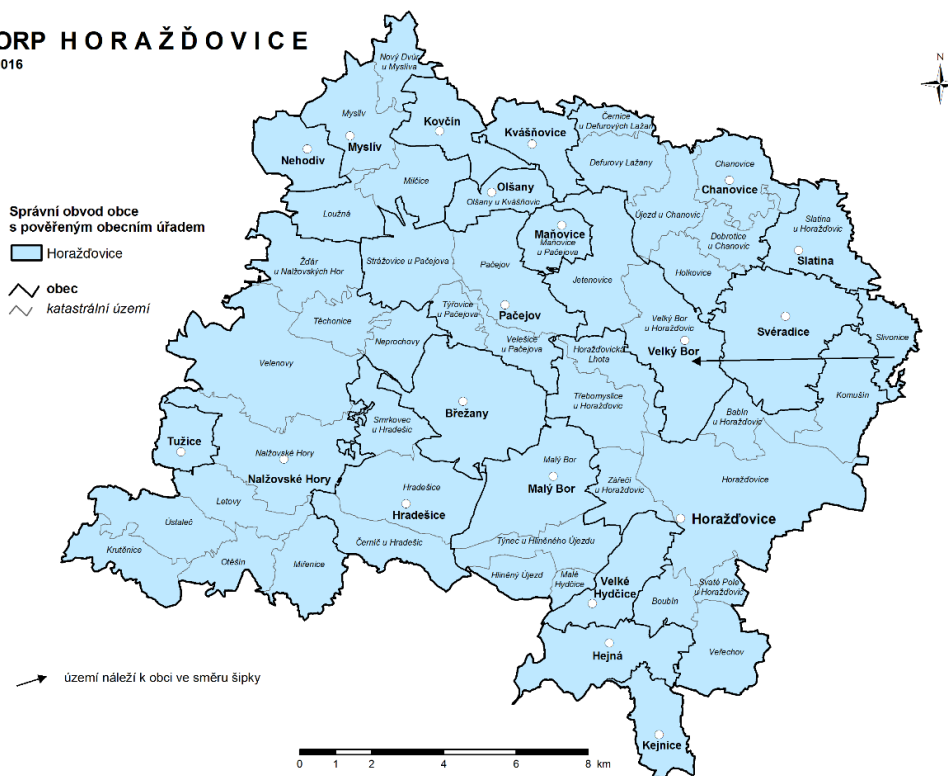 ORP HORAŽĎOVICE
016
N
Správní obvod obce
s pověřeným obecním úřadem
Horažďovice
obec
katastrální území
Nový Dvůr
u Myslíva
Myslív
Myslív
Kovčín
Nehodiv
Kvášňovice
Černice
u Defurových Lažan
Defurovy Lažany
Chanovice
Chanovice
Milčice
Olšany
Olšany u Kvášňovic
Loužná
Újezd u Chanovic
Slatina
u Horažďovic
Slatina
Maňovice
Maňovice
u Pačejova
Dobrotice
u Chanovic
Žďár
u Nalžovských Hor
Strážovice u Pačejova
Pačejov
Jetenovice
Holkovice
Týřovice
u Pačejova
Pačejov
Těchonice
Velký Bor
u Horažďovic
Velký Bor
Svéradice
Slivonice
Neprochovy
Velešice
u Pačejova
Horažďovická
Lhota
Velenovy
Třebomyslice
u Horažďovic
Komušín
Břežany
Babín
u Horažďovic
Smrkovec
u Hradešic
Tužice
Nalžovské Hory
Nalžovské Hory
Malý Bor
Malý Bor
Zářečí
u Horažďovic
Horažďovice
Hradešice
Hradešice
Letovy
Horažďovice
Ústaleč
Krutěnice
Otěšín
Miřenice
Černíč u Hradešic
Týnec u Hliněného Újezdu
Hliněný Újezd
Malé
Hydčice
Velké
Hydčice
Boubín
Svaté Pole
u Horažďovic
Hejná
Veřechov
Kejnice
území náleží k obci ve směru šipky
0 1 2 4 6 8 km